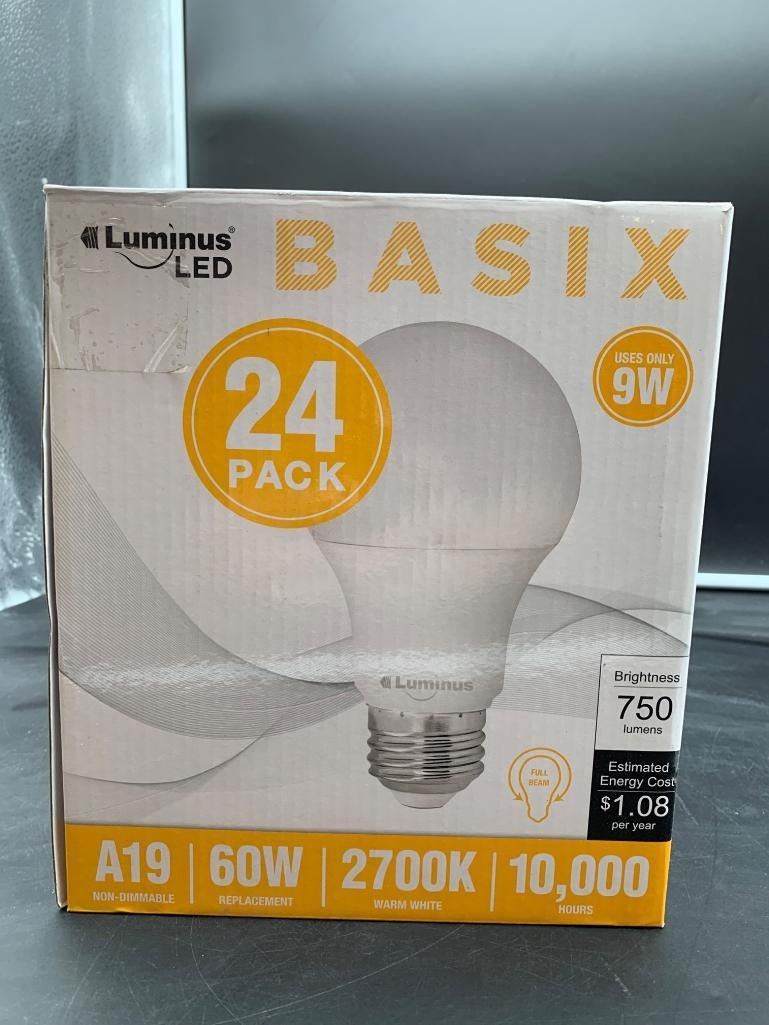 Luminus®
LED
BASIX
24
PACK
USES ONLY
9W
Luminus
Brightness
750
lumens
Estimated
Energy Cost
$1.08
per year
FULL
BEAM
A19
NON-DIMMABLE
60W
REPLACEMENT
2700K
WARM WHITE
10,000
HOURS